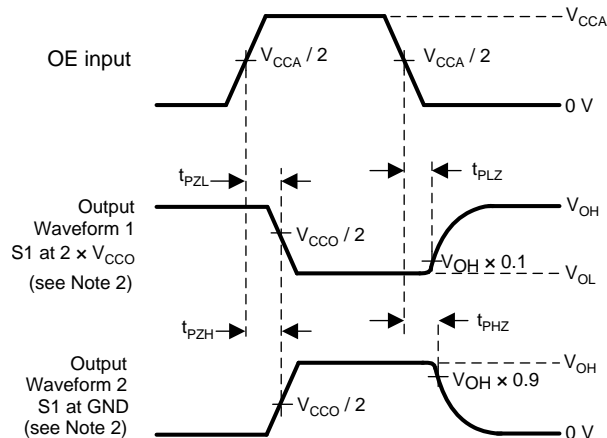 V_CCA
OE input
V_CCA / 2
V_CCA / 2
0 V
t_PZL
t_PLZ
Output
Waveform 1
S1 at 2 × V_CCO
(see Note 2)
V_OH
V_CCO / 2
V_OH × 0.1
V_OL
t_PZH
t_PHZ
Output
Waveform 2
S1 at GND
(see Note 2)
V_OH
V_OH × 0.9
V_CCO / 2
0 V